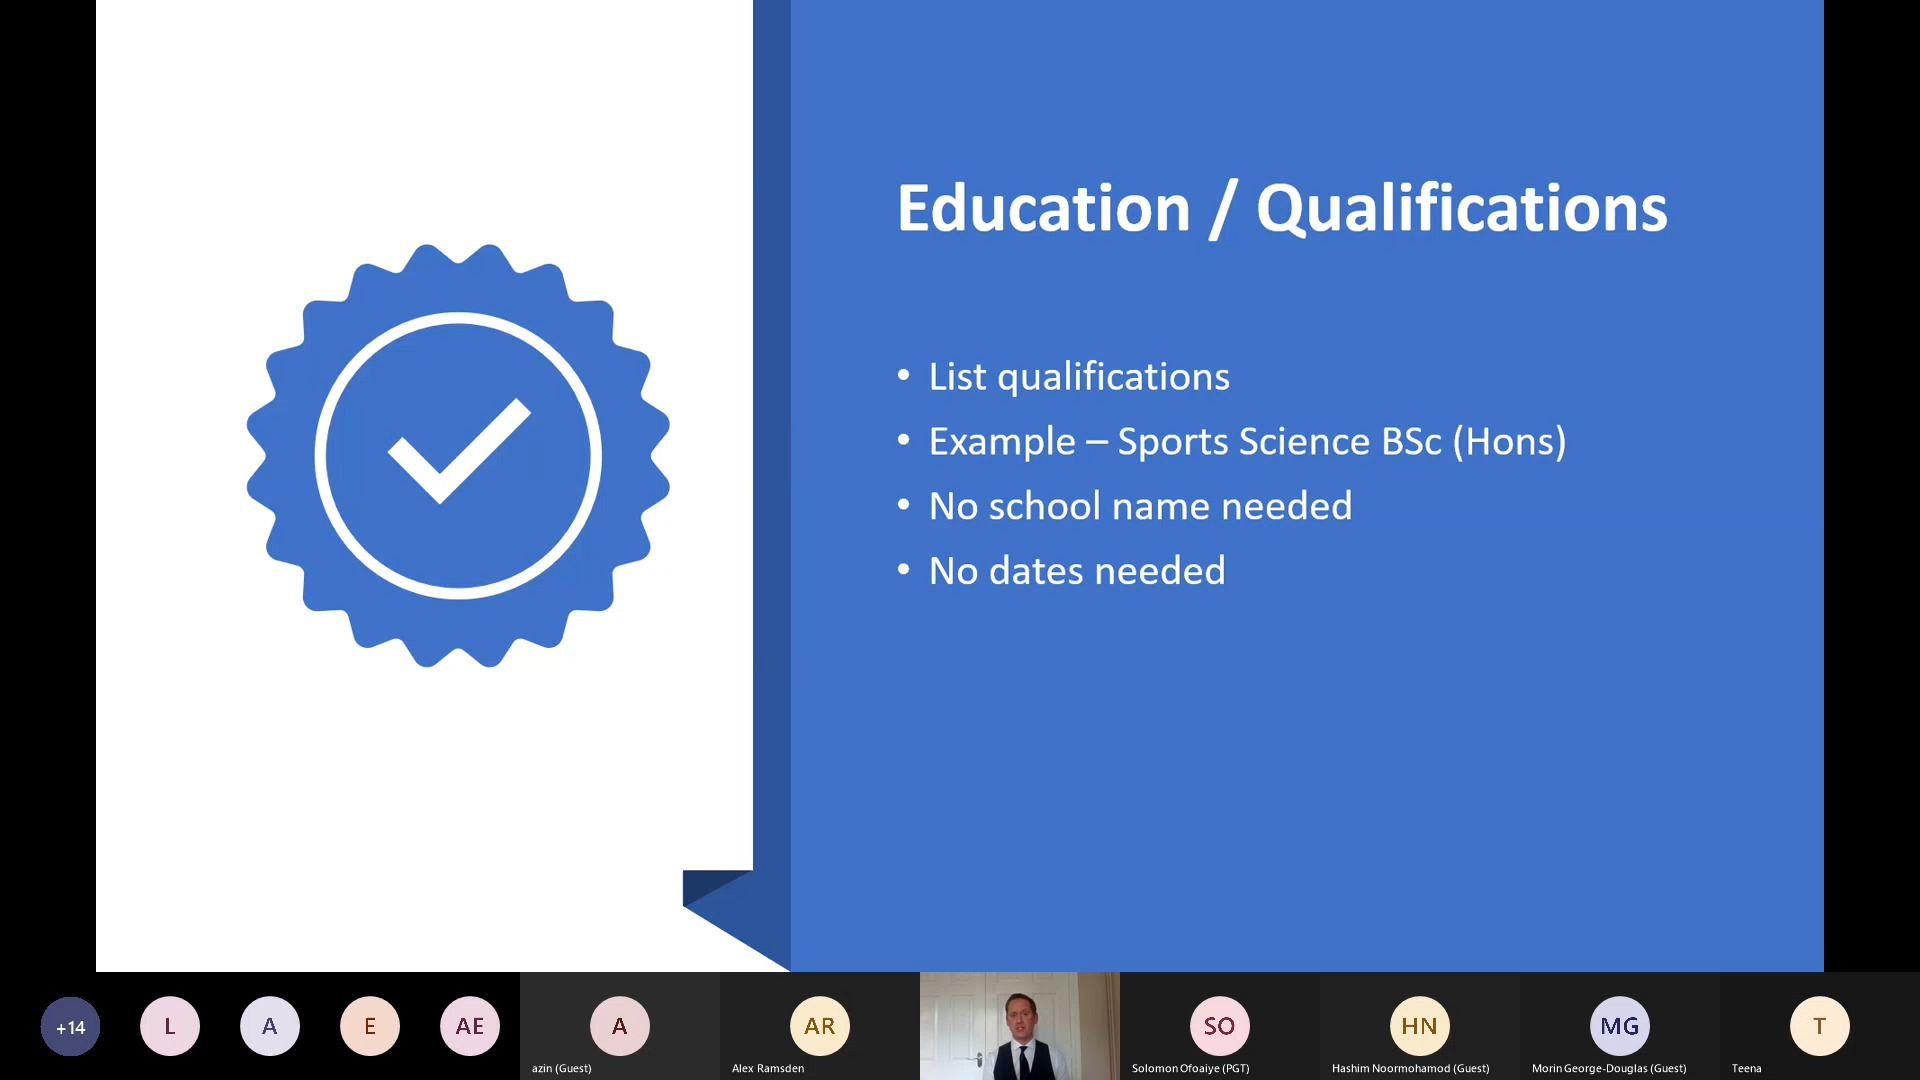 Education / Qualifications
• List qualifications
• Example – Sports Science BSc (Hons)
• No school name needed
• No dates needed
+14
L
A
E
AE
A
AR
SO
HN
MG
T
azin (Guest)
Alex Ramsden
Solomon Ofoaiye (PGT)
Hashim Noormohamod (Guest)
Morin George-Douglas (Guest)
Teena